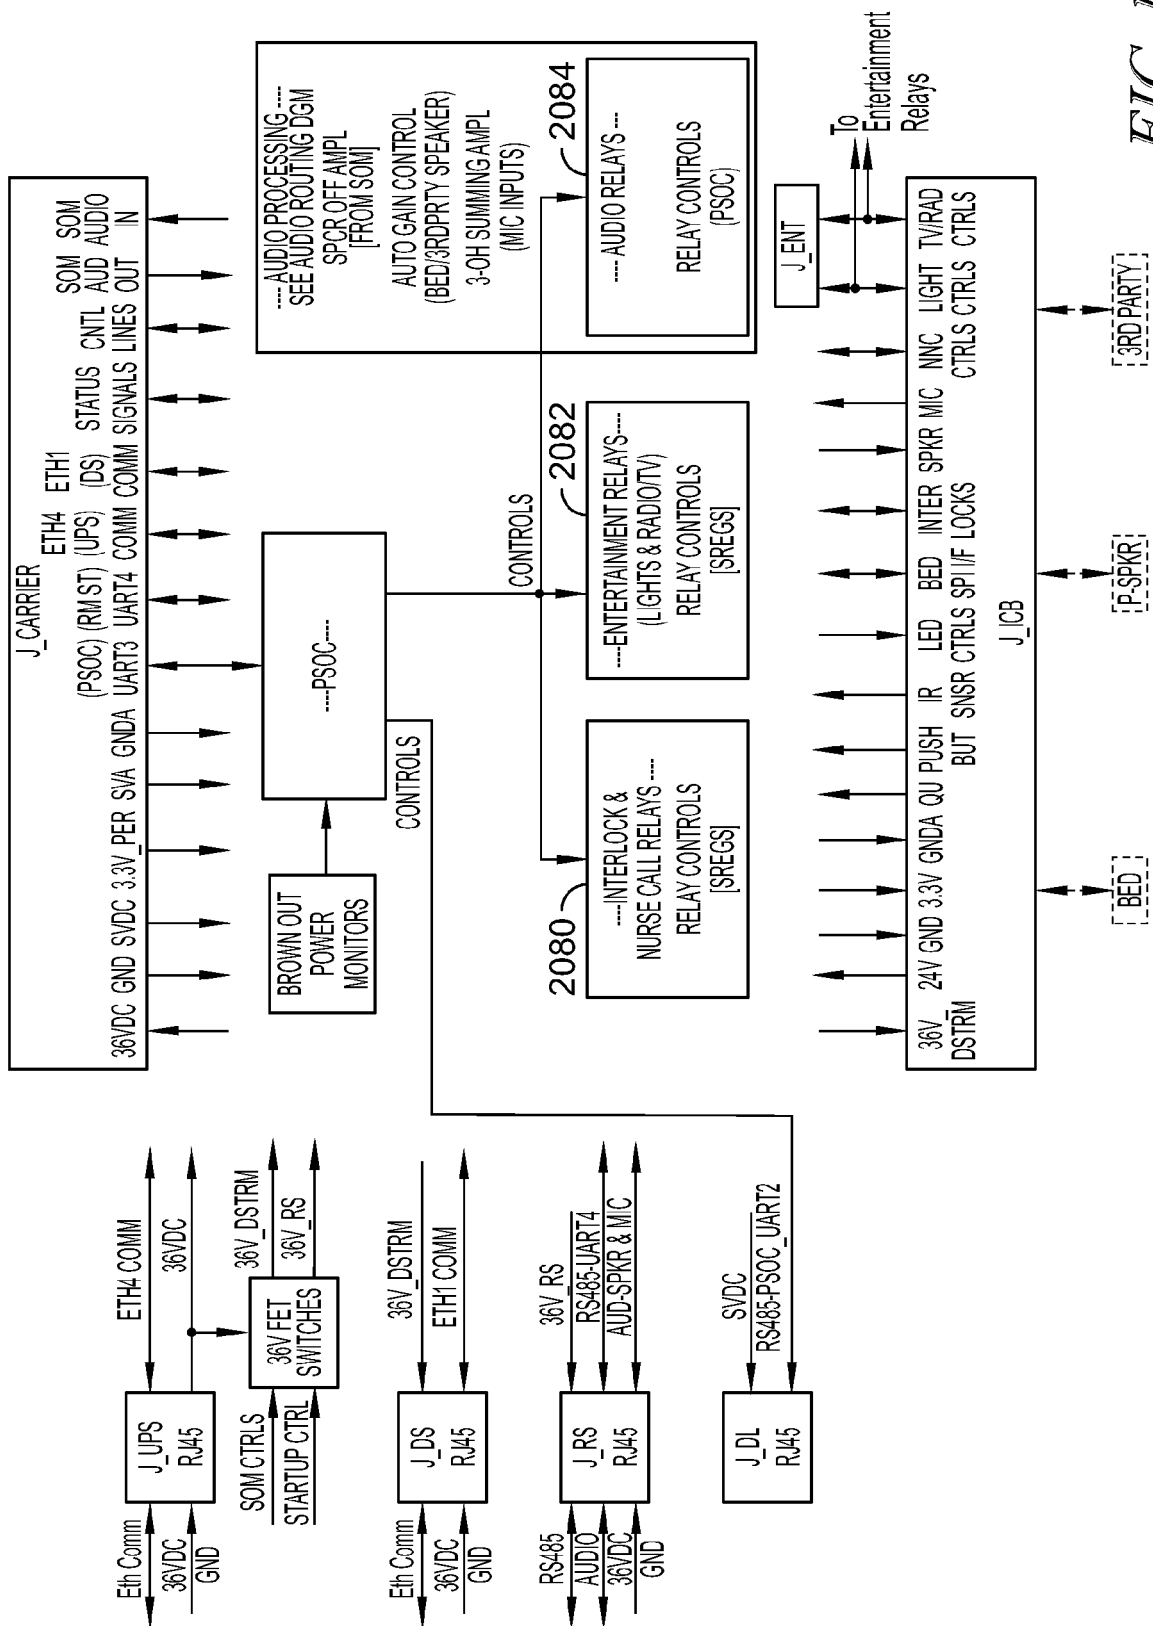 J_CARRIER
(PSOC) (RM ST) ETH4 (UPS) ETH1 (DS) STATUS CNTL SOM AUD SOM AUDIO
36VDC GND SVDC 3.3V_PER SVA GNDA UART3 UART4 COMM COMM SIGNALS LINES OUT IN
Eth Comm
36VDC
GND
J_UPS
RJ45
ETH4 COMM
36VDC
SOM CTRLS
STARTUP CTRL
36V FET
SWITCHES
36V_DSTRM
36V_RS
Eth Comm
36VDC
GND
J_DS
RJ45
36V_DSTRM
ETH1 COMM
RS485
AUDIO
36VDC
GND
J_RS
RJ45
36V_RS
RS485-UART4
AUD-SPKR & MIC
J_DL
RJ45
SVDC
RS485-PSOC_UART2
BROWN OUT
POWER
MONITORS
---PSOC---
CONTROLS
CONTROLS
2080
---INTERLOCK &
NURSE CALL RELAYS ----
RELAY CONTROLS
[SREGS]
2082
---ENTERTAINMENT RELAYS----
(LIGHTS & RADIO/TV)
RELAY CONTROLS
[SREGS]
---- AUDIO PROCESSING ----
SEE AUDIO ROUTING DGM
SPCR OFF AMPL
[FROM SOM]
AUTO GAIN CONTROL
(BED/3RDPRTY SPEAKER)
3-OH SUMMING AMPL
(MIC INPUTS)
2084
---- AUDIO RELAYS ---
RELAY CONTROLS
(PSOC)
J_ENT
To
Entertainment
Relays
36V_ 24V GND 3.3V GNDA QU PUSH IR LED BED INTER SPKR MIC NNC LIGHT TV/RAD
DSTRM BUT SNSR CTRLS SPTI/F LOCKS CTRLS CTRLS CTRLS
J_ICB
BED
P-SPKR
3RD PARTY